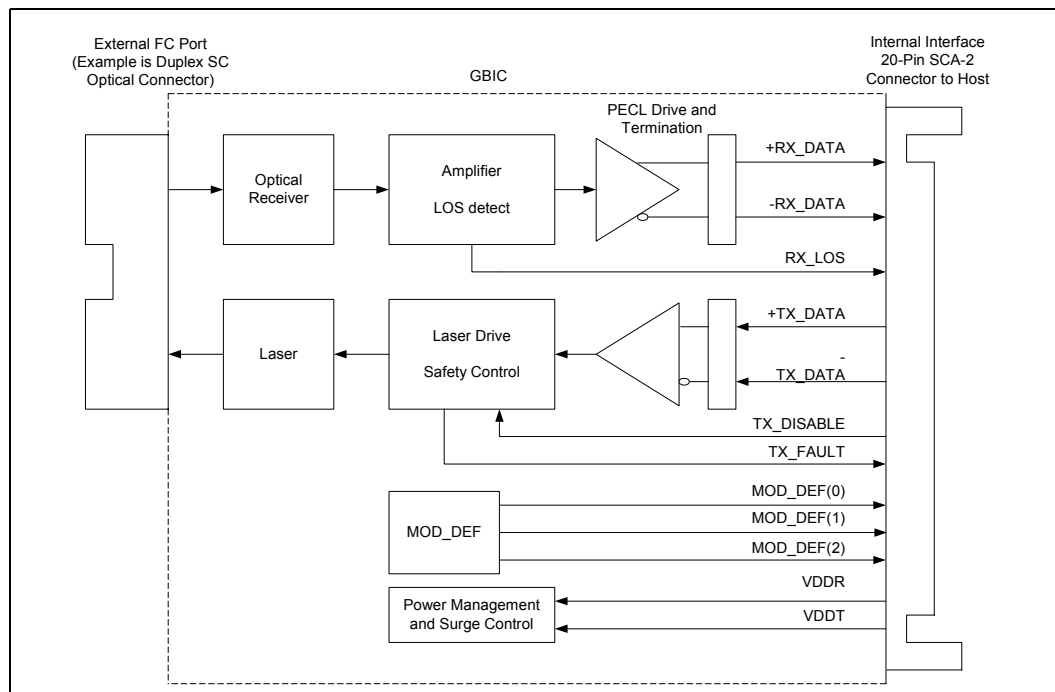 External FC Port
(Example is Duplex SC
Optical Connector)
GBIC
Internal Interface
20-Pin SCA-2
Connector to Host
PECL Drive and
Termination
Optical
Receiver
Amplifier
LOS detect
+RX_DATA
-RX_DATA
RX_LOS
Laser
Laser Drive
Safety Control
+TX_DATA
-
TX_DATA
TX_DISABLE
TX_FAULT
MOD_DEF
MOD_DEF(0)
MOD_DEF(1)
MOD_DEF(2)
Power Management
and Surge Control
VDDR
VDDT